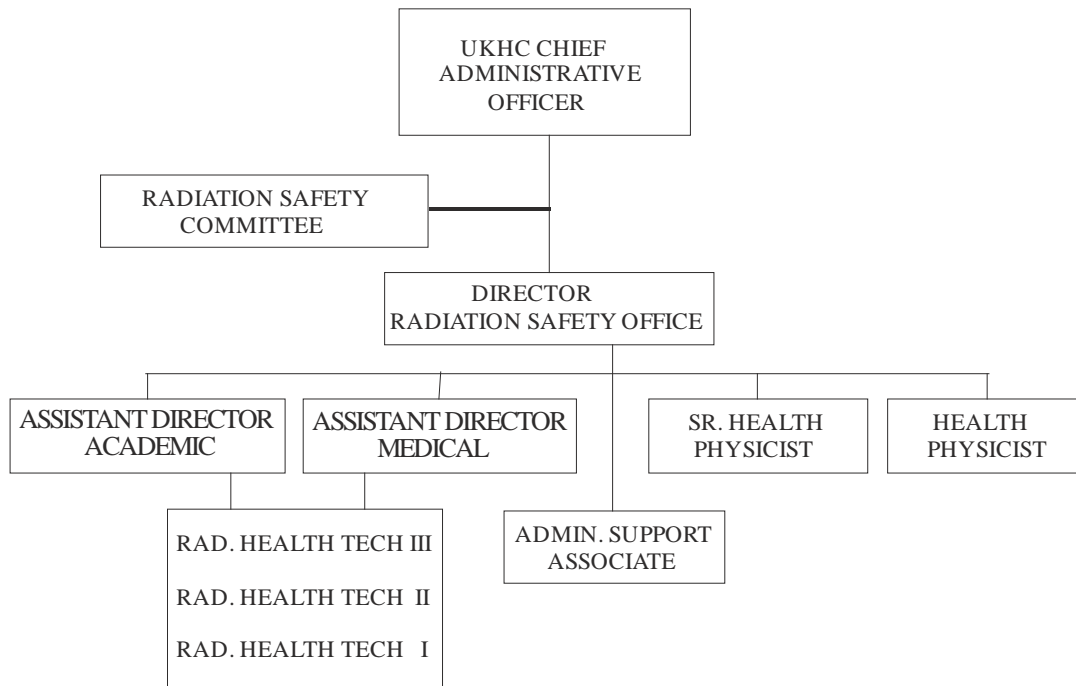 UKHC CHIEF
ADMINISTRATIVE
OFFICER
RADIATION SAFETY
COMMITTEE
DIRECTOR
RADIATION SAFETY OFFICE
ASSISTANT DIRECTOR
ACADEMIC
ASSISTANT DIRECTOR
MEDICAL
SR. HEALTH
PHYSICIST
HEALTH
PHYSICIST
RAD. HEALTH TECH III
RAD. HEALTH TECH II
RAD. HEALTH TECH I
ADMIN. SUPPORT
ASSOCIATE